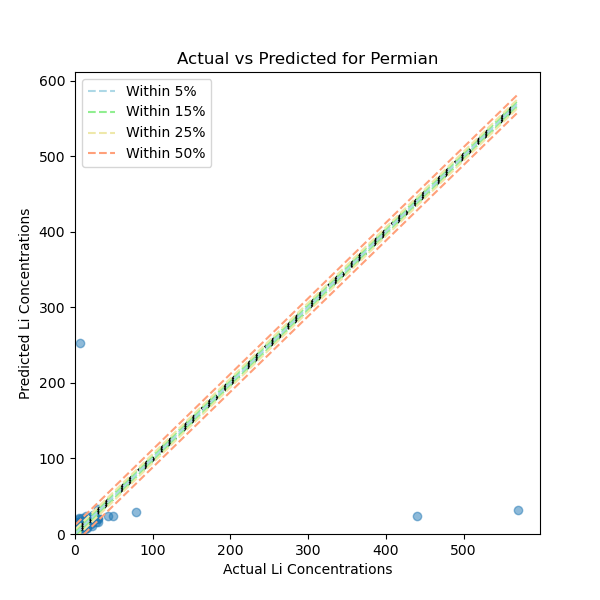 Actual vs Predicted for Permian
Within 5%
Within 15%
Within 25%
Within 50%
600
500
400
300
200
100
0
Predicted Li Concentrations
0 100 200 300 400 500
Actual Li Concentrations